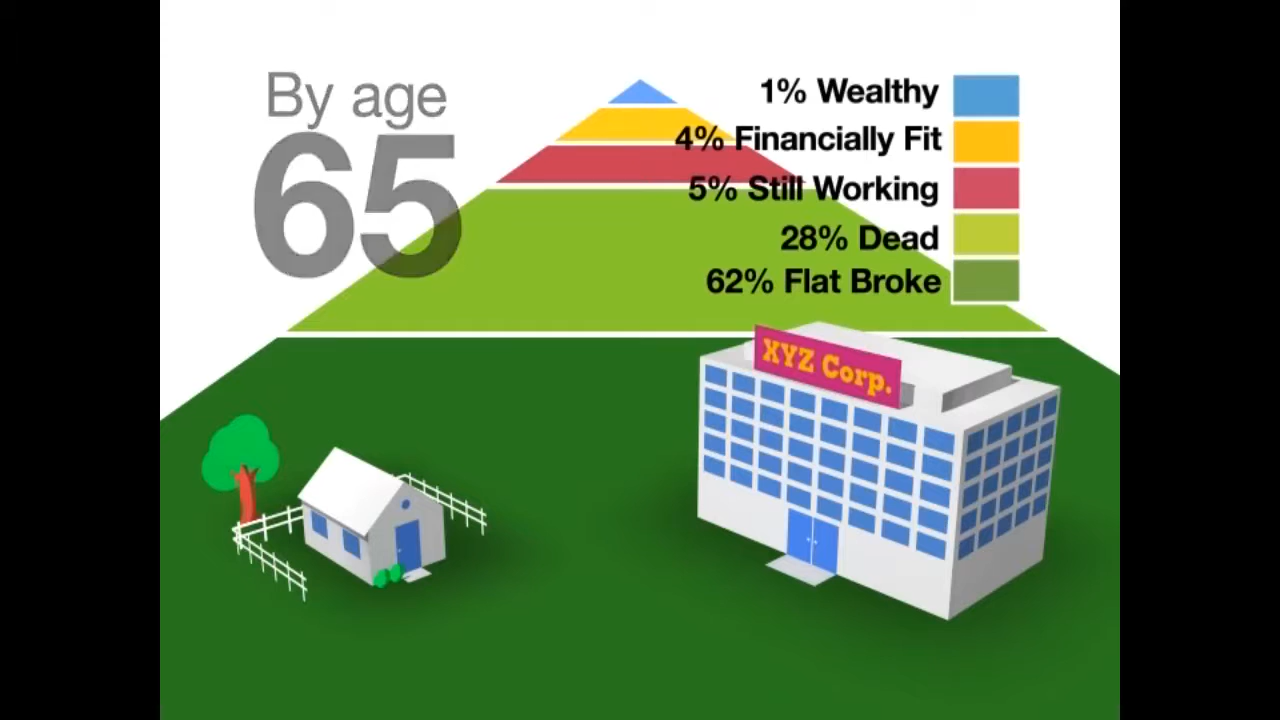 By age
65
1% Wealthy
4% Financially Fit
5% Still Working
28% Dead
62% Flat Broke
XYZ Corp.